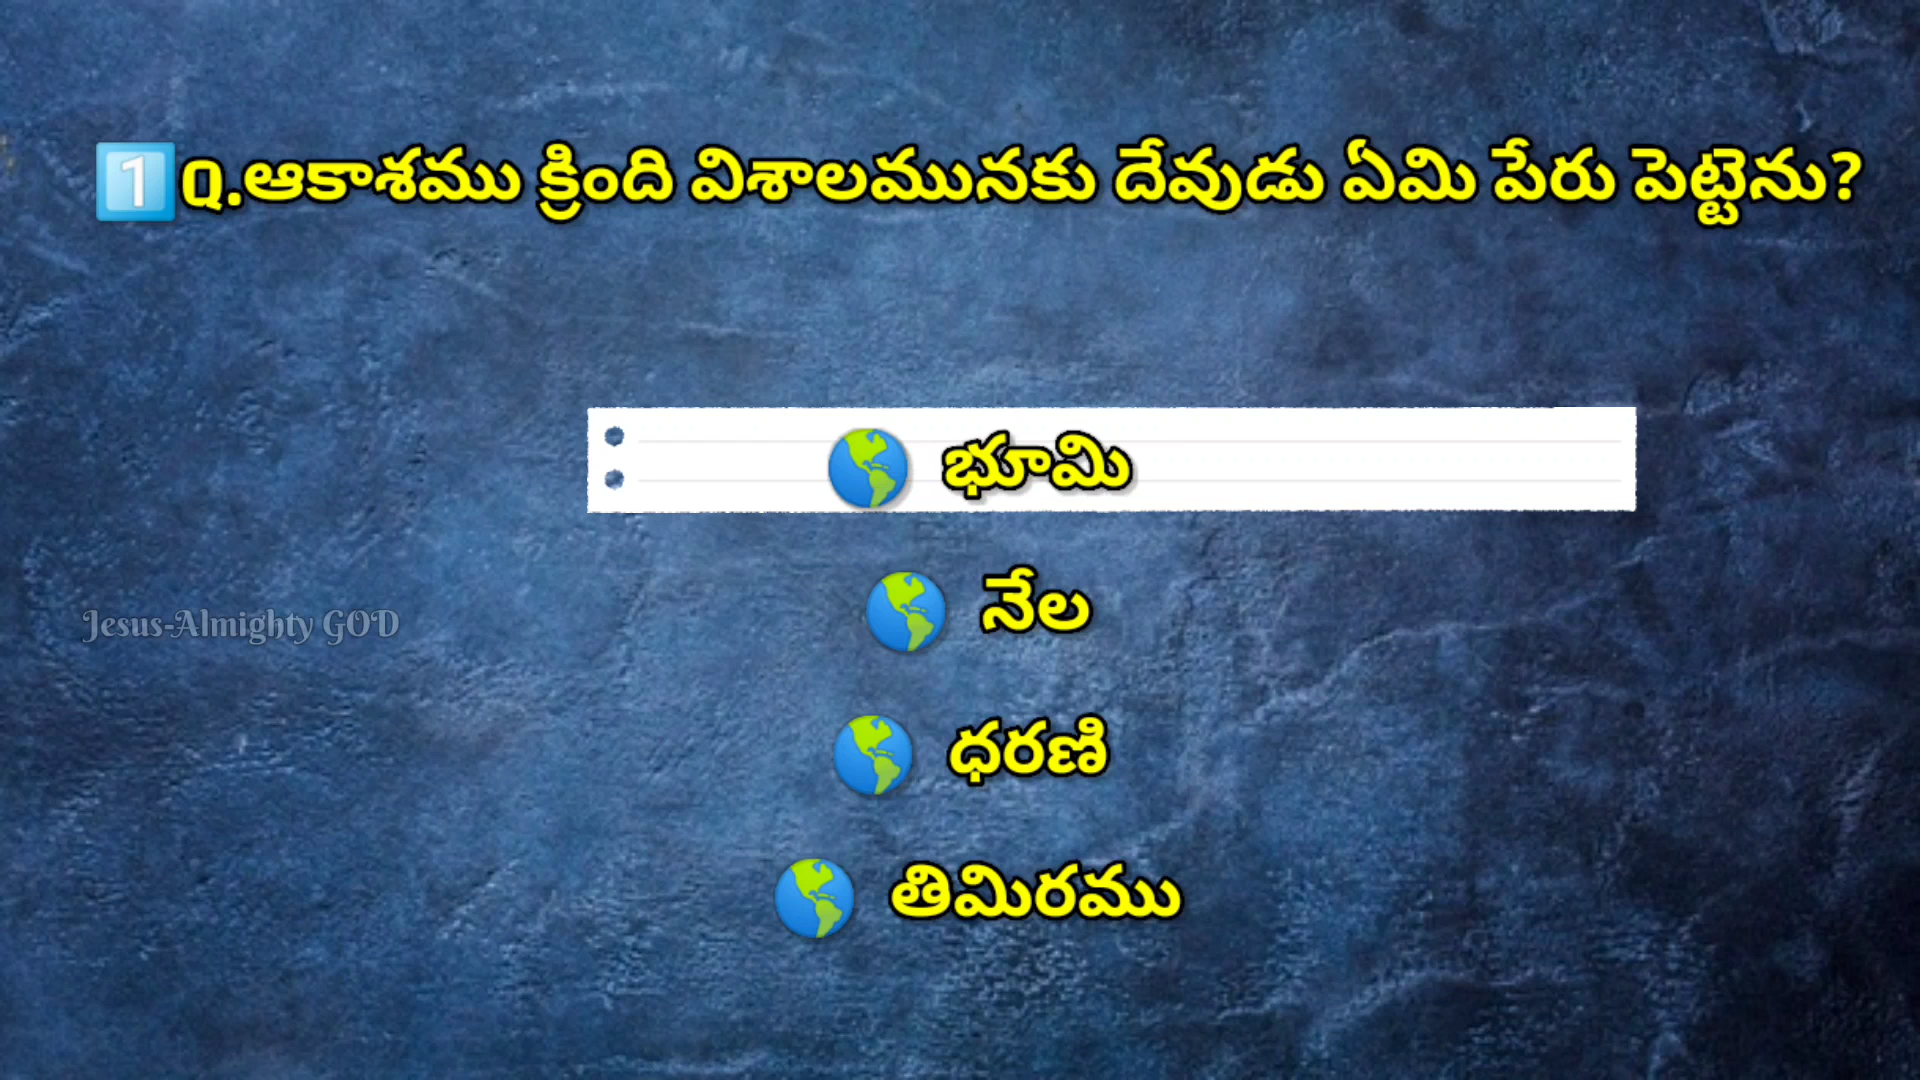 1️⃣Q.ఆకాశము క్రింది విశాలమునకు దేవుడు ఏమి పేరు పెట్టెను?
🌎 భూమి
🌎 నేల
Jesus-Almighty GOD
🌎 ధరణి
🌎 తిమిరము